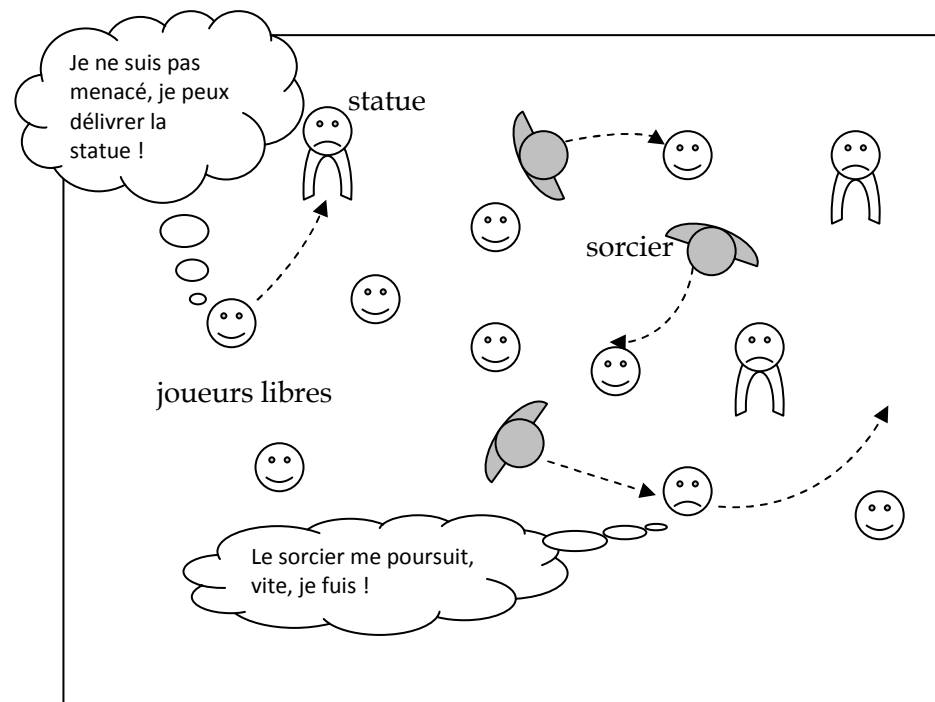 Je ne suis pas
menacé, je peux
délivrer la
statue !
statue
sorcier
joueurs libres
Le sorcier me poursuit,
vite, je fuis !